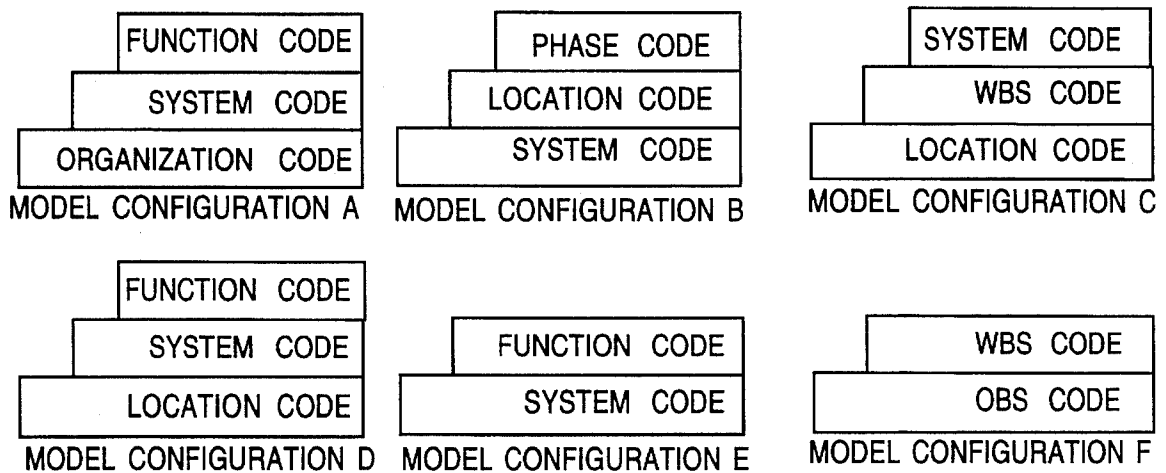 FUNCTION CODE
SYSTEM CODE
ORGANIZATION CODE
MODEL CONFIGURATION A
PHASE CODE
LOCATION CODE
SYSTEM CODE
MODEL CONFIGURATION B
SYSTEM CODE
WBS CODE
LOCATION CODE
MODEL CONFIGURATION C
FUNCTION CODE
SYSTEM CODE
LOCATION CODE
MODEL CONFIGURATION D
FUNCTION CODE
SYSTEM CODE
MODEL CONFIGURATION E
WBS CODE
OBS CODE
MODEL CONFIGURATION F